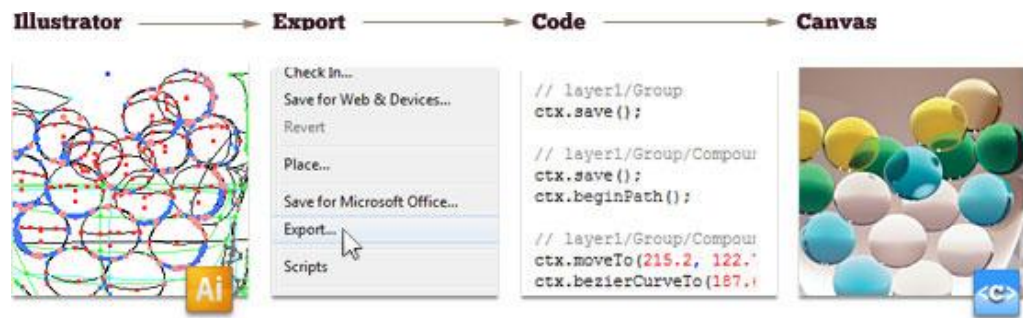 Illustrator
Export
Code
Canvas
Check In...
Save for Web & Devices...
Revert
Place...
Save for Microsoft Office...
Export...
Scripts
// layer1/Group
ctx.save();
// layer1/Group/Compou
ctx.save();
ctx.beginPath();
// layer1/Group/Compou
ctx.moveTo(215.2, 122.
ctx.bezierCurveTo(187.
Ai
<C>